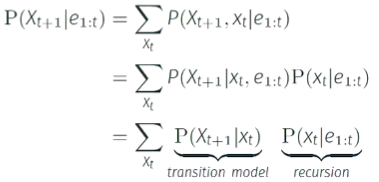 P(X_{t+1}|e_{1:t}) = ∑_{x_t} P(X_{t+1}, x_t|e_{1:t})
= ∑_{x_t} P(X_{t+1}|x_t, e_{1:t})P(x_t|e_{1:t})
= ∑_{x_t} P(X_{t+1}|x_t) P(x_t|e_{1:t})
transition model recursion